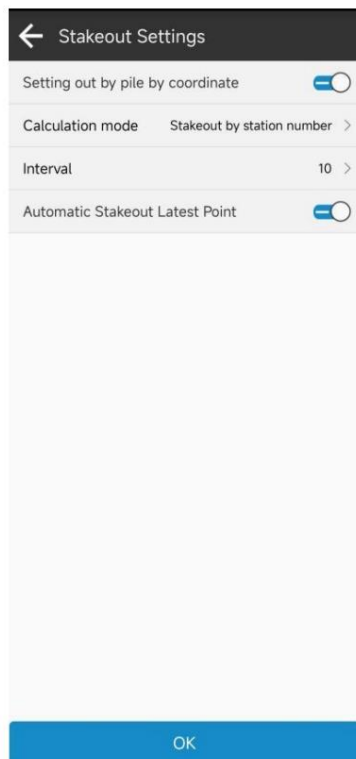 Stakeout Settings
Setting out by pile by coordinate
Calculation mode Stakeout by station number
Interval 10
Automatic Stakeout Latest Point
OK